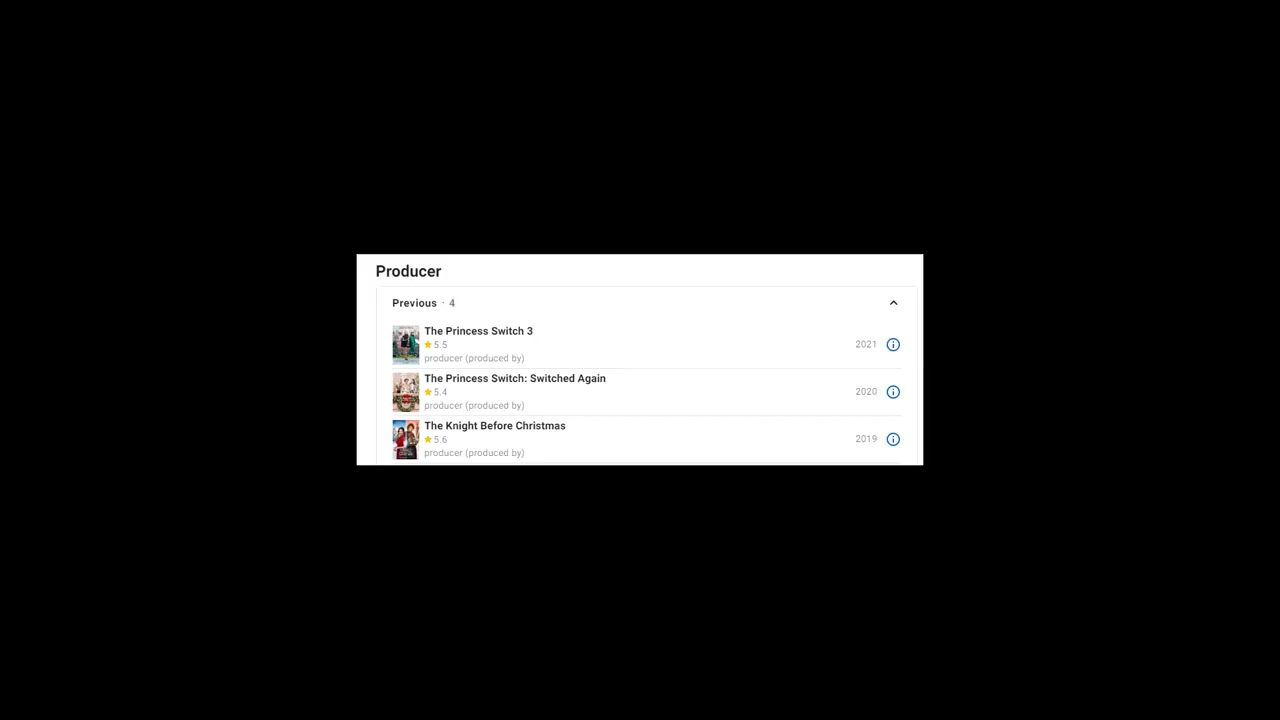 Producer
Previous · 4
The Princess Switch 3
5.5
producer (produced by)
2021
The Princess Switch: Switched Again
5.4
producer (produced by)
2020
The Knight Before Christmas
5.6
producer (produced by)
2019